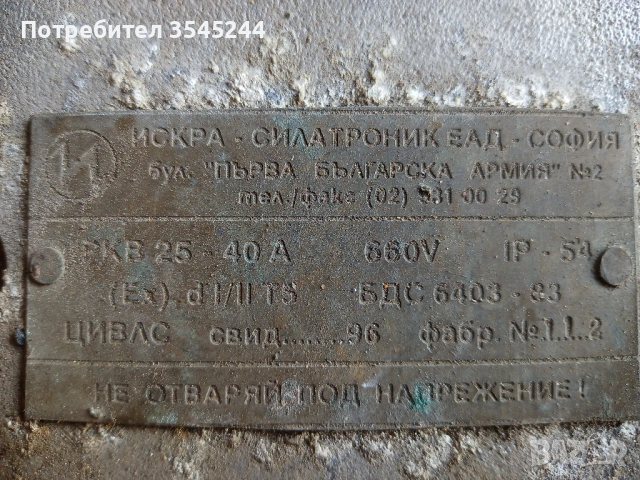 Потребител 3545244
ИСКРА - СИЛАТРОНИК ЕАД - СОФИЯ
бул. "ПЪРВА БЪЛГАРСКА АРМИЯ" №2
тел./факс (02) 931 00 29
РКВ 25 - 40 А 660V IP - 54
(Ex) d I/II T5 БДС 6403 - 83
ЦИВЛС свид........96 фабр. №1.1..2
НЕ ОТВАРЯЙ ПОД НАПРЕЖЕНИЕ!